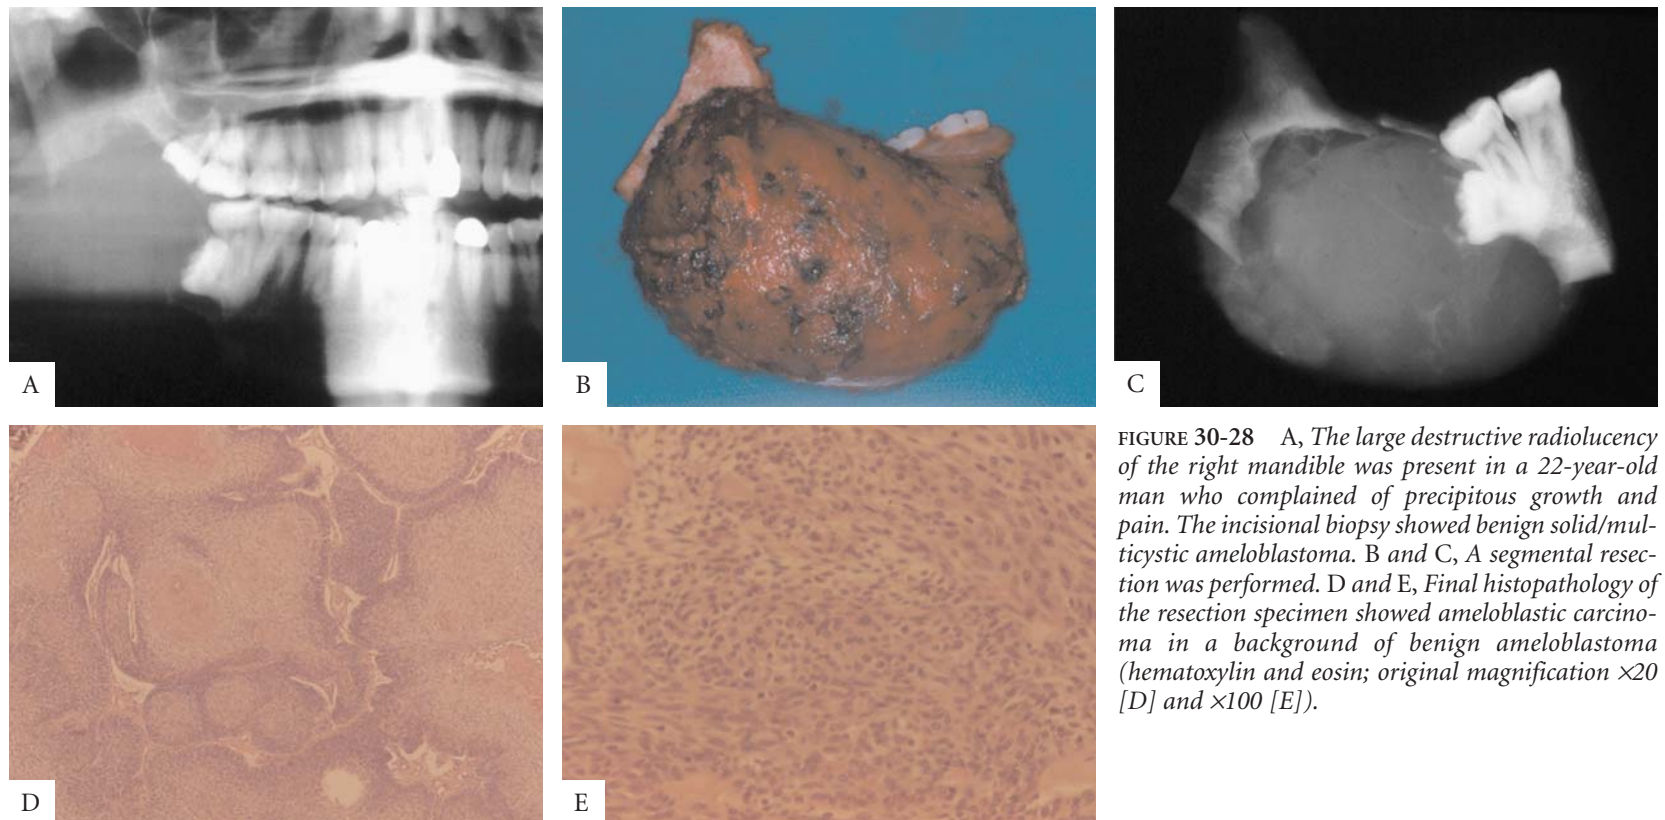 A
B
C
D
E
FIGURE 30-28 A, The large destructive radiolucency
of the right mandible was present in a 22-year-old
man who complained of precipitous growth and
pain. The incisional biopsy showed benign solid/mul-
ticystic ameloblastoma. B and C, A segmental resec-
tion was performed. D and E, Final histopathology of
the resection specimen showed ameloblastic carcino-
ma in a background of benign ameloblastoma
(hematoxylin and eosin; original magnification ×20
[D] and ×100 [E]).